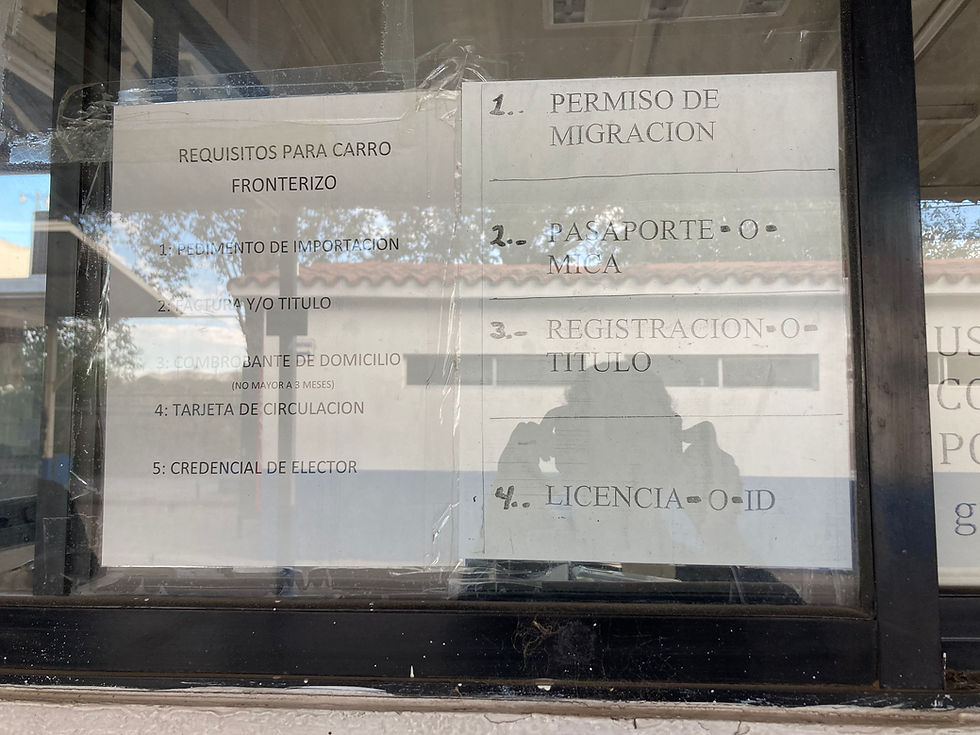 REQUISITOS PARA CARRO
FRONTERIZO
1: PEDIMENTO DE IMPORTACION
2: FACTURA Y/O TITULO
3: COMBROBANTE DE DOMICILIO
(NO MAYOR A 3 MESES)
4: TARJETA DE CIRCULACION
5: CREDENCIAL DE ELECTOR
1.. PERMISO DE
MIGRACION
2.- PASAPORTE-O-
MICA
3.- REGISTRACION-O-
TITULO
4.. LICENCIA-O-ID